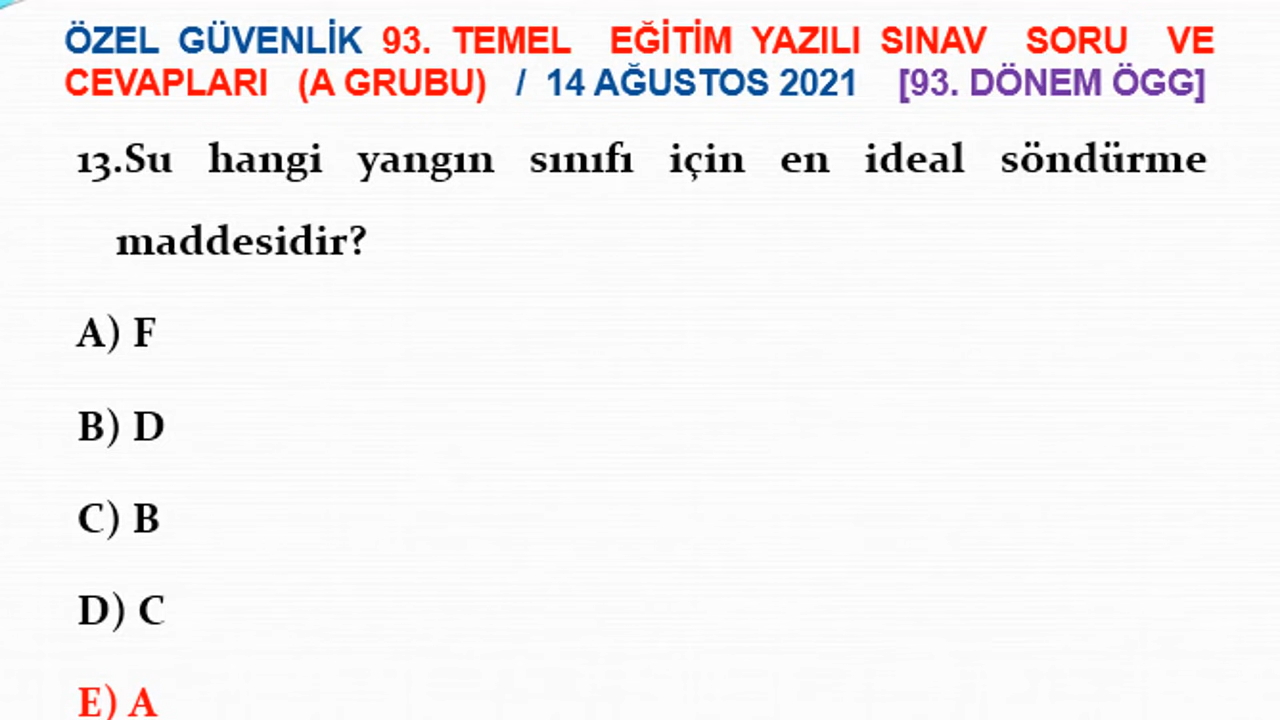 ÖZEL GÜVENLİK 93. TEMEL EĞİTİM YAZILI SINAV SORU VE
CEVAPLARI (A GRUBU) / 14 AĞUSTOS 2021 [93. DÖNEM ÖGG]
13.Su hangi yangın sınıfı için en ideal söndürme
maddesidir?
A) F
B) D
C) B
D) C
E) A